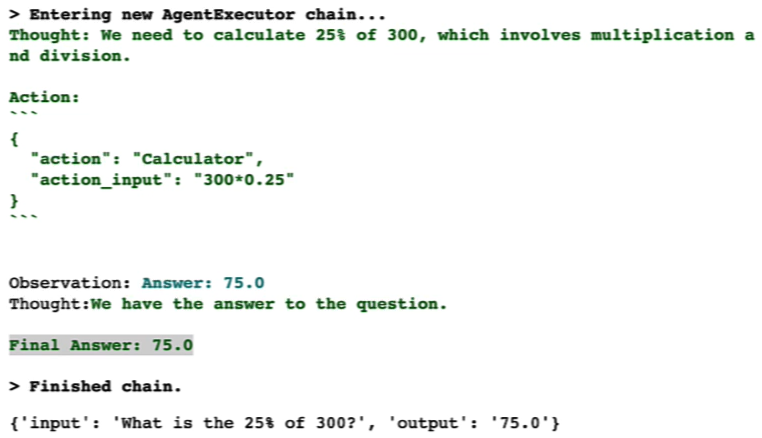 > Entering new AgentExecutor chain...
Thought: We need to calculate 25% of 300, which involves multiplication a
nd division.
Action:
```
{
  "action": "Calculator",
  "action_input": "300*0.25"
}
```
Observation: Answer: 75.0
Thought:We have the answer to the question.
Final Answer: 75.0
> Finished chain.
{'input': 'What is the 25% of 300?', 'output': '75.0'}